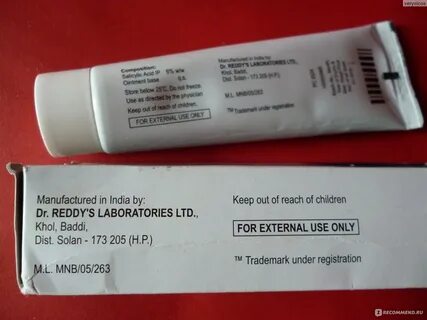 Composition:
Salicylic Acid IP 6% w/w
Ointment base q.s.
Store below 25°C. Do not freeze
Use as directed by the physician
Keep out of reach of children.
FOR EXTERNAL USE ONLY
Manufactured in India by:
Dr. REDDY'S LABORATORIES LTD.,
Khol, Baddi,
Dist. Solan - 173 205 (H.P.)
™ Trademark under registration
M.L. MNB/05/263
Manufactured in India by:
Dr. REDDY'S LABORATORIES LTD.,
Khol, Baddi,
Dist. Solan - 173 205 (H.P.)
M.L. MNB/05/263
Keep out of reach of children
FOR EXTERNAL USE ONLY
™ Trademark under registration
RECOMMEND.RU